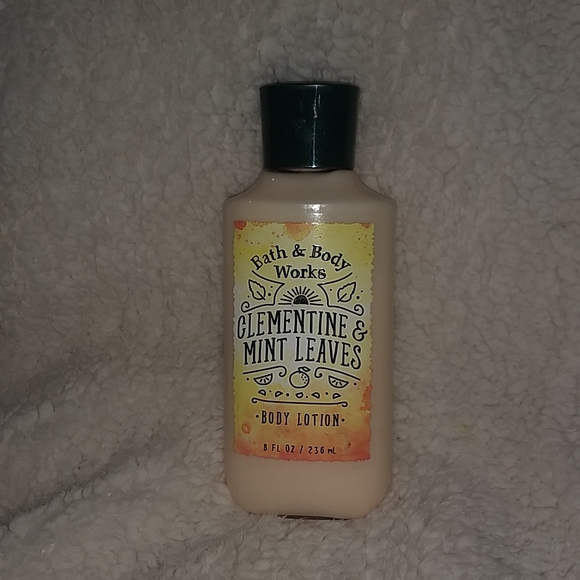 Bath & Body
Works
CLEMENTINE &
MINT LEAVES
·BODY LOTION·
8 FL OZ / 236 mL